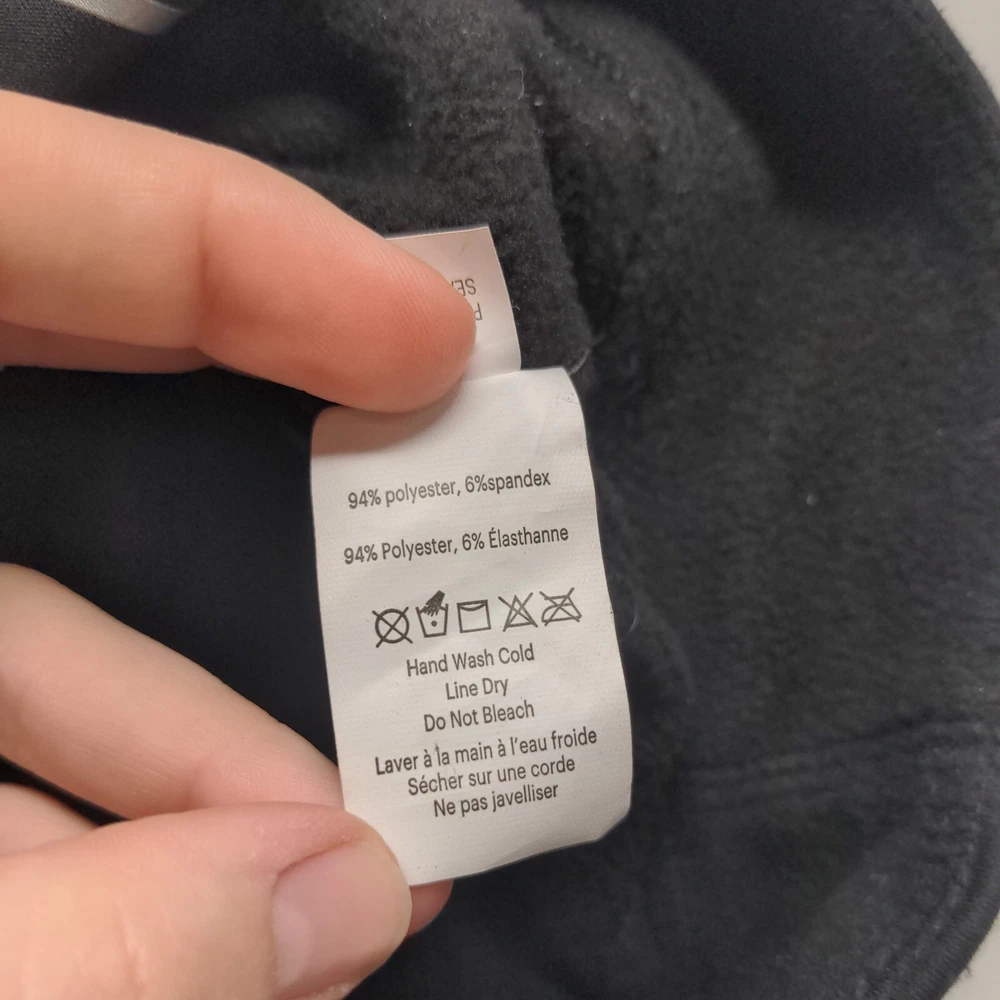 94% polyester, 6%spandex
94% Polyester, 6% Élasthanne
Hand Wash Cold
Line Dry
Do Not Bleach
Laver à la main à l'eau froide
Sécher sur une corde
Ne pas javelliser